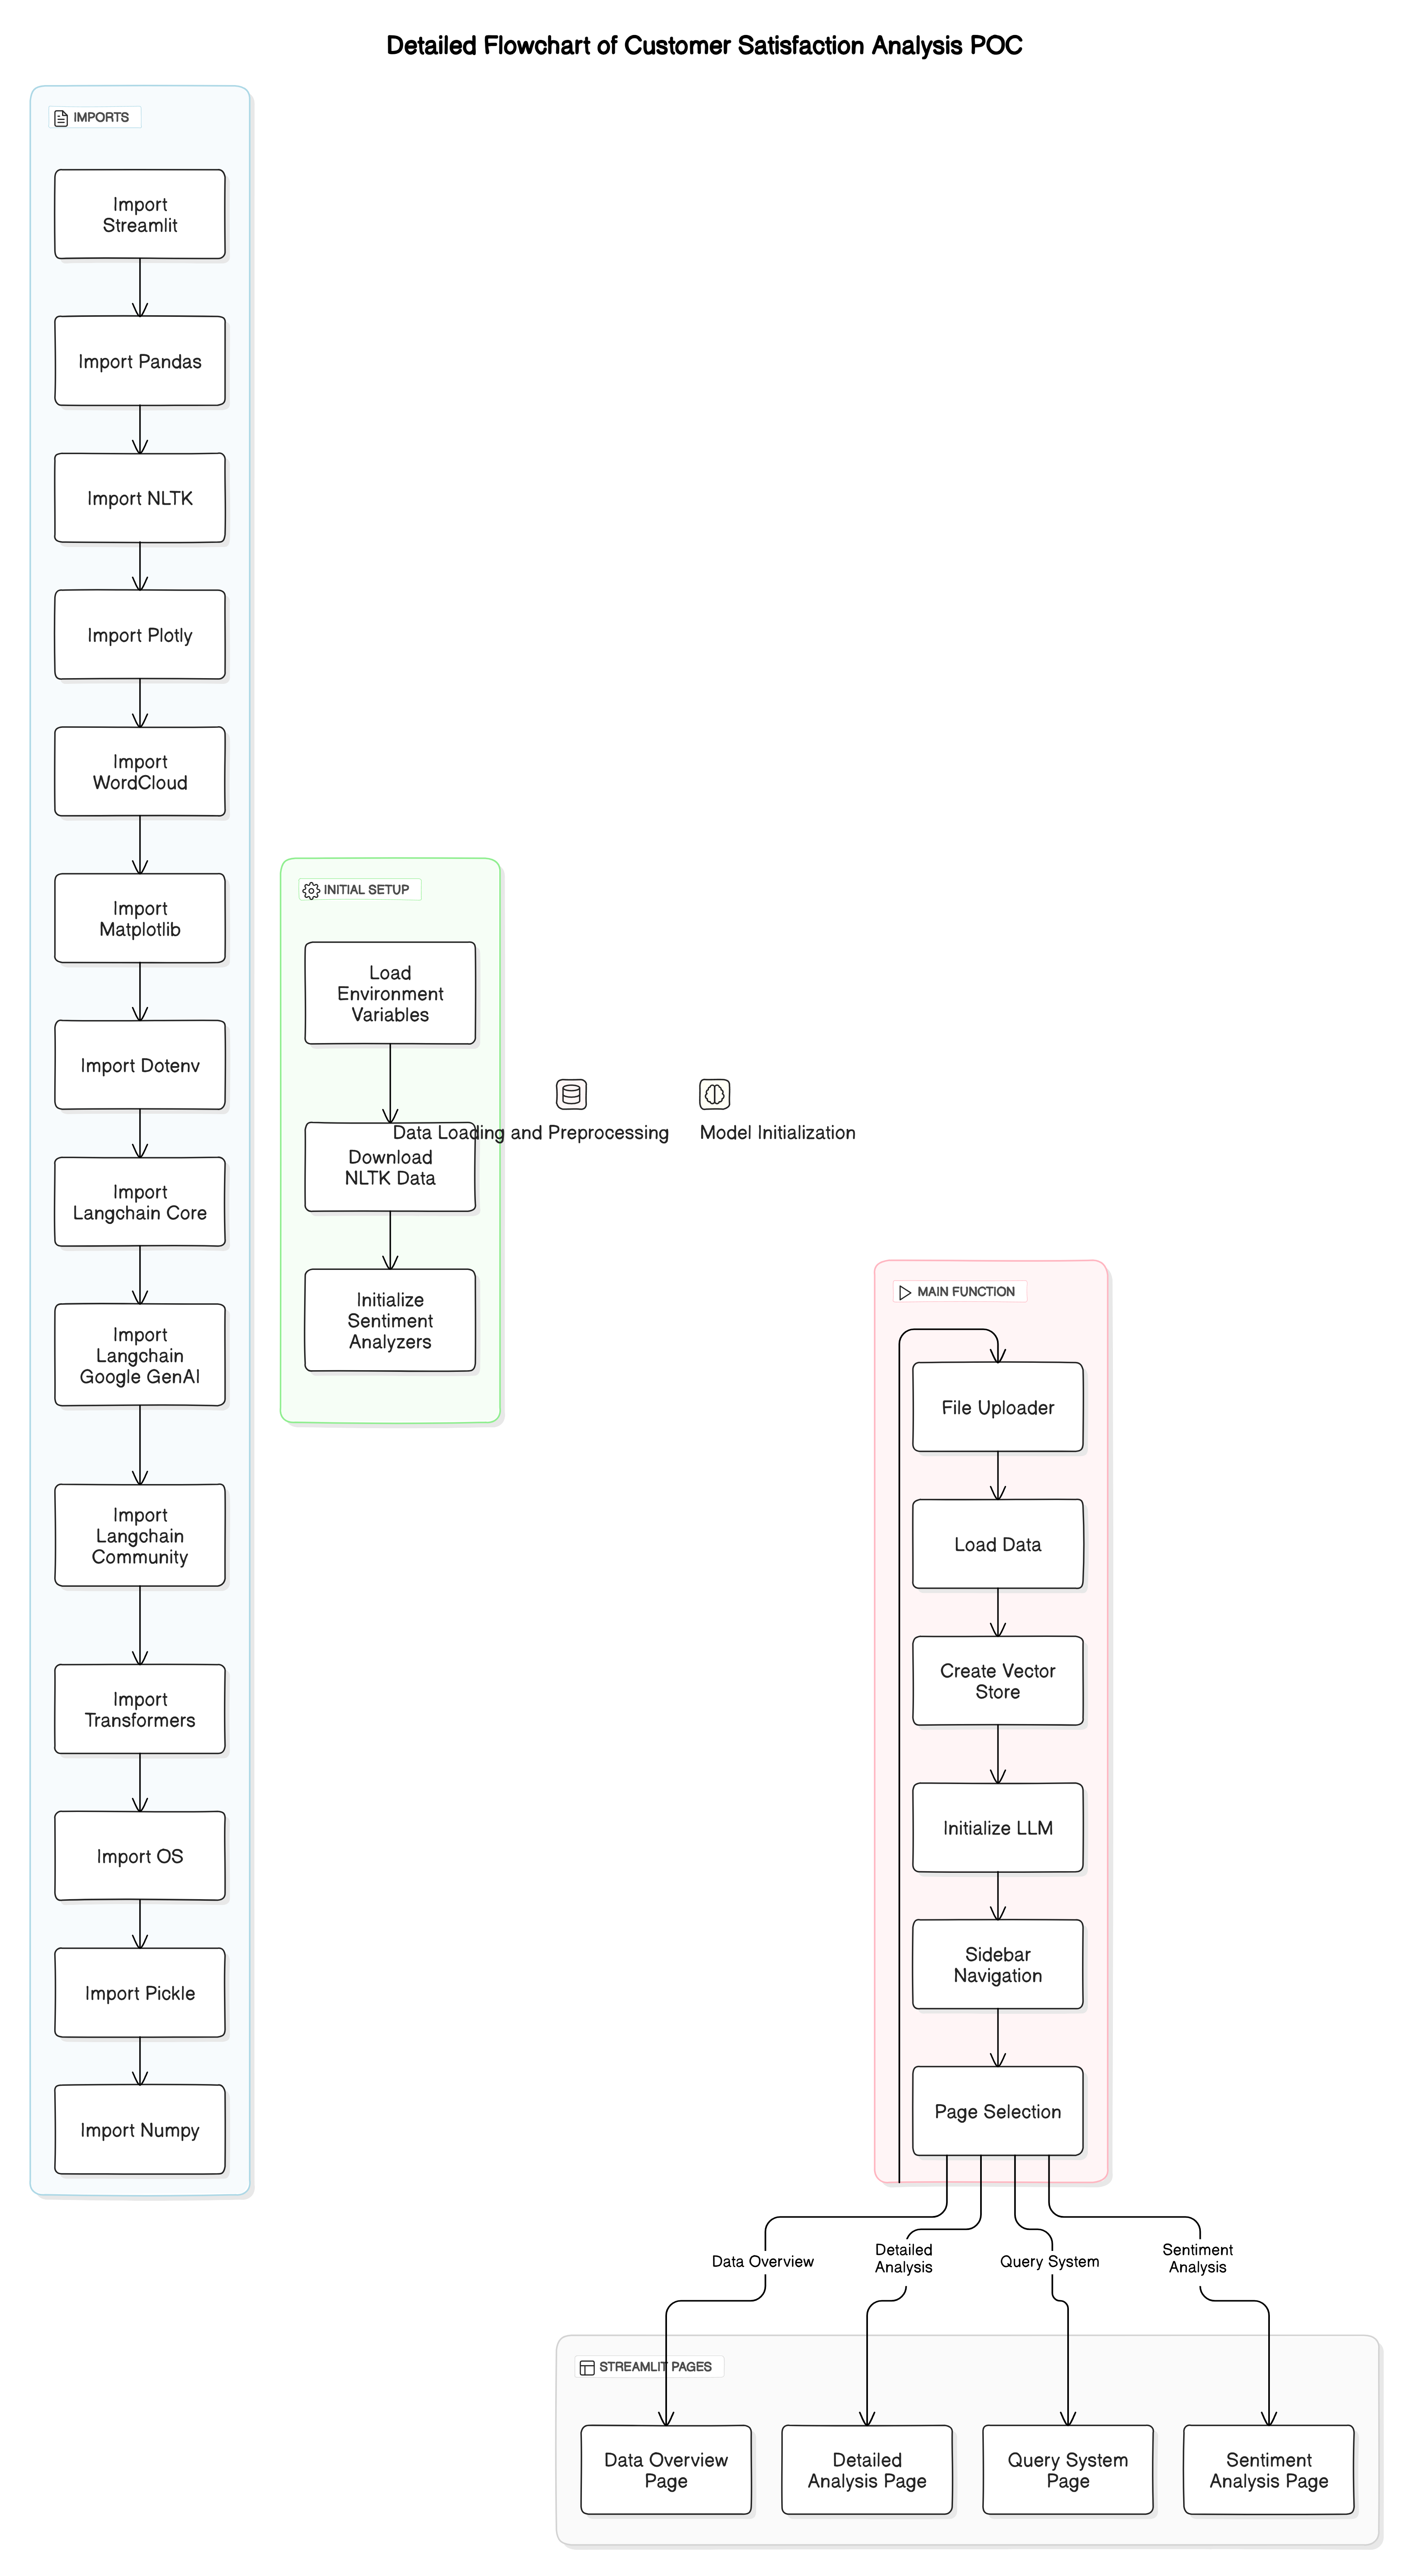 Detailed Flowchart of Customer Satisfaction Analysis POC
IMPORTS
Import
Streamlit
Import Pandas
Import NLTK
Import Plotly
Import
WordCloud
Import
Matplotlib
Import Dotenv
Import
Langchain Core
Import
Langchain
Google GenAI
Import
Langchain
Community
Import
Transformers
Import OS
Import Pickle
Import Numpy
INITIAL SETUP
Load
Environment
Variables
Download
NLTK Data
Initialize
Sentiment
Analyzers
Data Loading and Preprocessing
Model Initialization
MAIN FUNCTION
File Uploader
Load Data
Create Vector
Store
Initialize LLM
Sidebar
Navigation
Page Selection
Data Overview
Detailed
Analysis
Query System
Sentiment
Analysis
STREAMLIT PAGES
Data Overview
Page
Detailed
Analysis Page
Query System
Page
Sentiment
Analysis Page